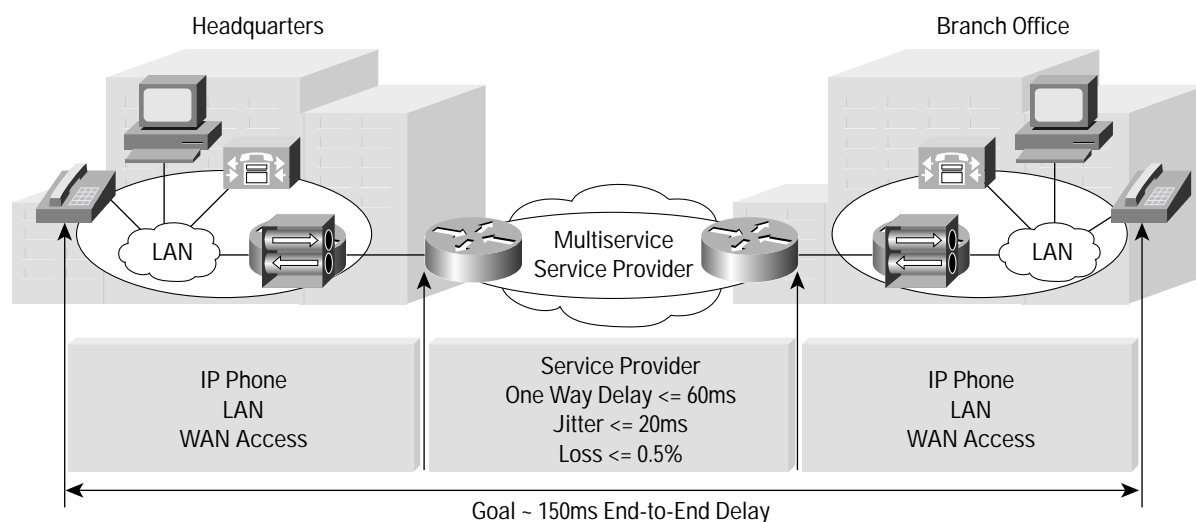 Headquarters
Branch Office
LAN
Multiservice
Service Provider
LAN
IP Phone
LAN
WAN Access
Service Provider
One Way Delay <= 60ms
Jitter <= 20ms
Loss <= 0.5%
IP Phone
LAN
WAN Access
Goal ~ 150ms End-to-End Delay